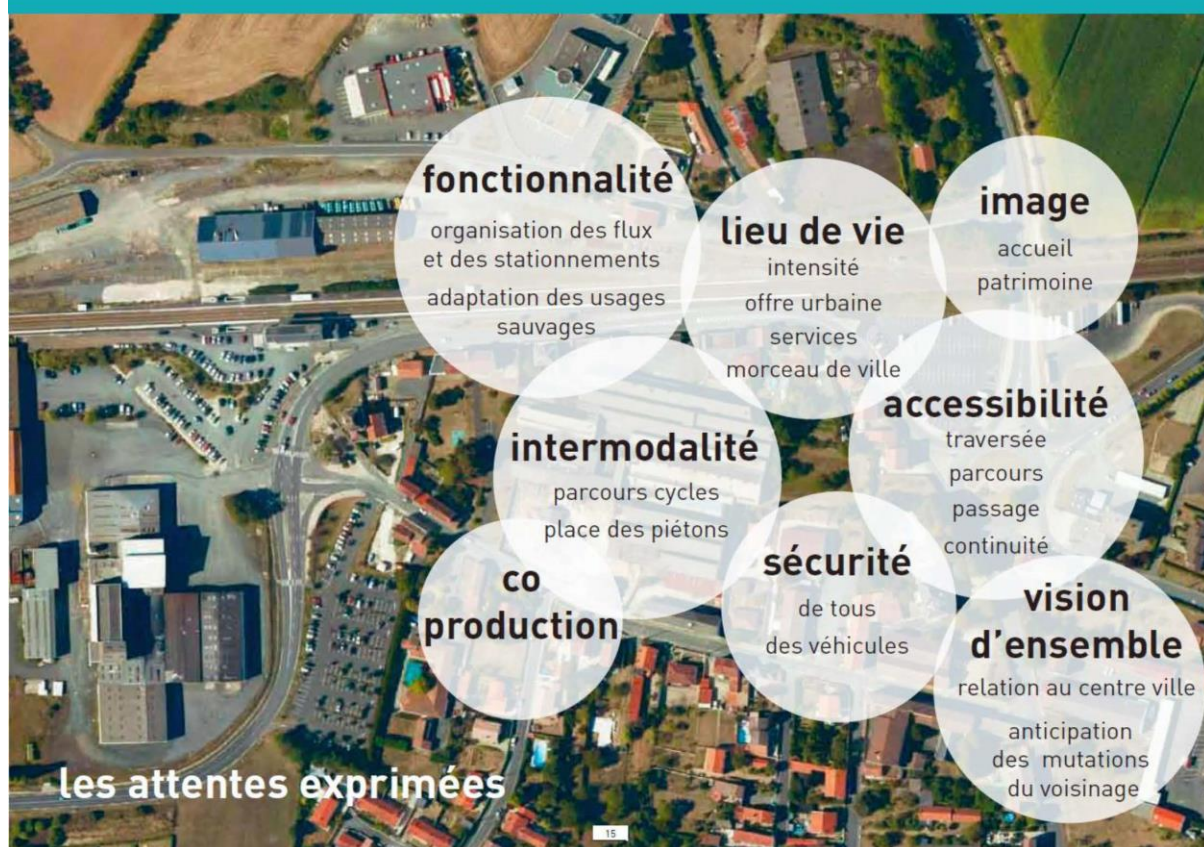 fonctionnalité
organisation des flux
et des stationnements
adaptation des usages
sauvages
lieu de vie
intensité
offre urbaine
services
morceau de ville
image
accueil
patrimoine
intermodalité
parcours cycles
place des piétons
accessibilité
traversée
parcours
passage
continuité
co
production
sécurité
de tous
des véhicules
vision
d'ensemble
relation au centre ville
anticipation
des mutations
du voisinage
les attentes exprimées
15